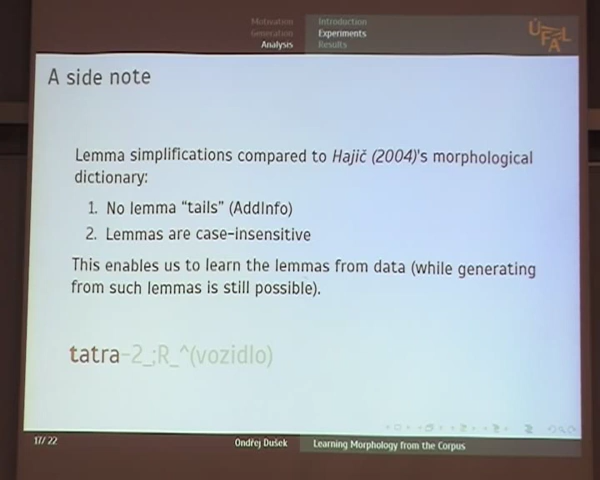 Motivation
Generation
Analysis
Introduction
Experiments
Results
ÚFAL
A side note
Lemma simplifications compared to Hajič (2004)'s morphological
dictionary:
1. No lemma “tails” (AddInfo)
2. Lemmas are case-insensitive
This enables us to learn the lemmas from data (while generating
from such lemmas is still possible).
tatra-2_;R_^(vozidlo)
17/ 22
Ondřej Dušek
Learning Morphology from the Corpus